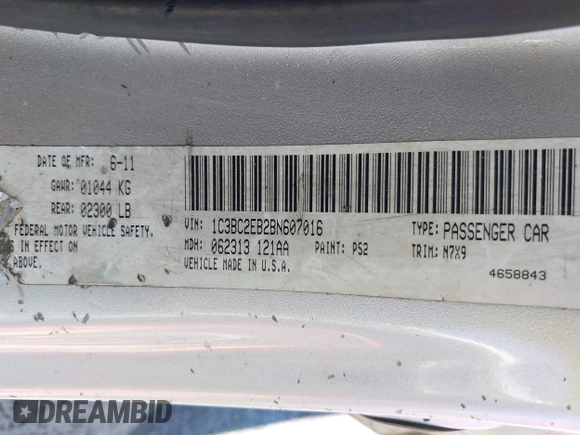 DATE OF MFR: 6-11
GAWR: 01044 KG
REAR: 02300 LB
FEDERAL MOTOR VEHICLE SAFETY,
IN EFFECT ON
ABOVE.
VIN: 1C3BC2EB2BN607016
TYPE: PASSENGER CAR
MDH: 062313 121AA
PAINT: PS2
TRIM: N7X9
VEHICLE MADE IN U.S.A.
4658843
DREAMBID